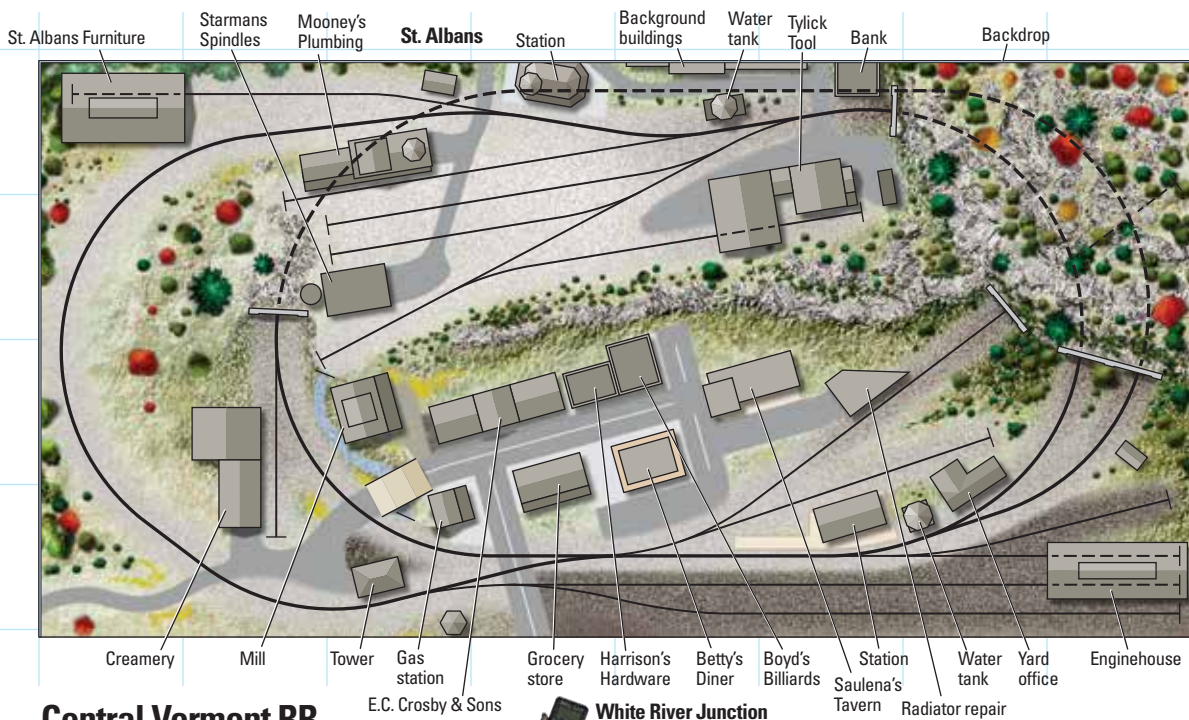 St. Albans Furniture
Starmans
Spindles
Mooney's
Plumbing
St. Albans
Station
Background
buildings
Water
tank
Tylick
Tool
Bank
Backdrop
Creamery
Mill
Tower
Gas
station
E.C. Crosby & Sons
Grocery
store
Harrison's
Hardware
Betty's
Diner
Boyd's
Billiards
Saulena's
Tavern
Station
Radiator repair
Water
tank
Yard
office
Enginehouse
Central Vermont RR
White River Junction